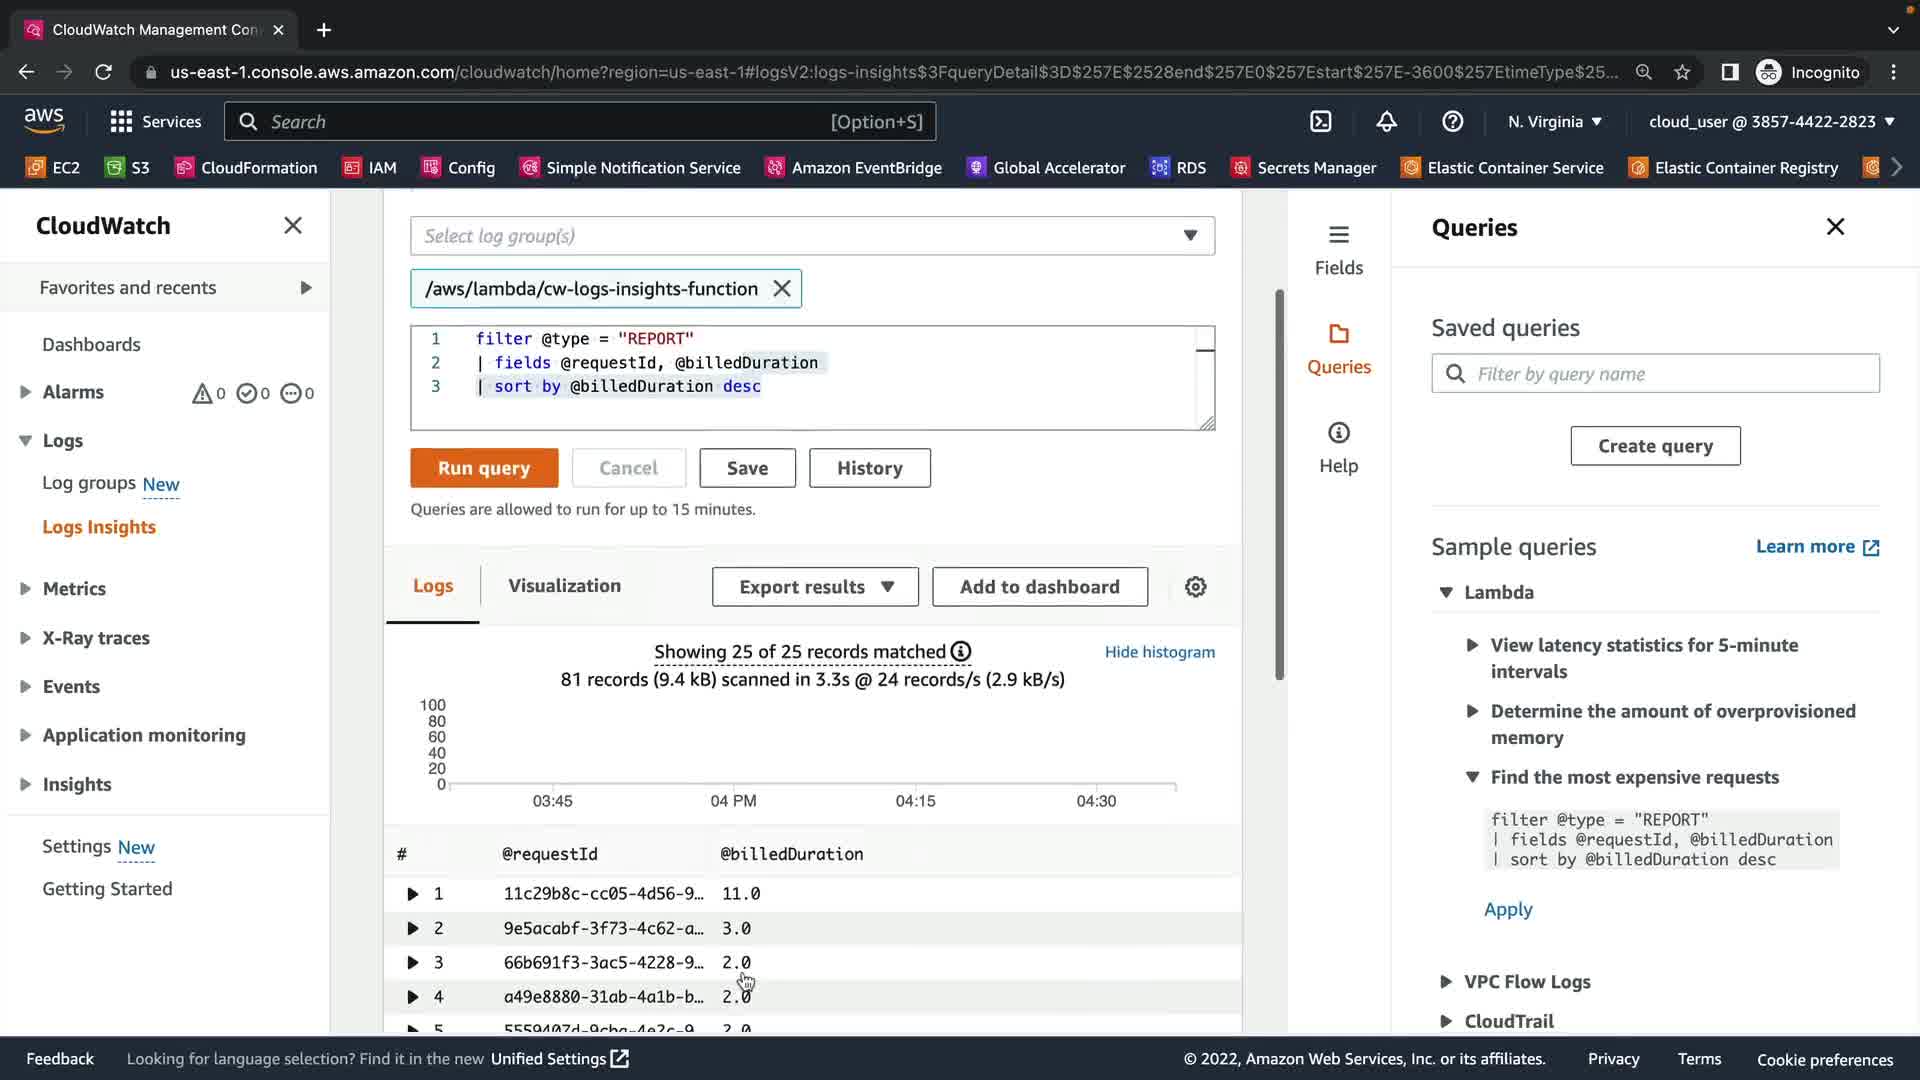 CloudWatch Management Con
us-east-1.console.aws.amazon.com/cloudwatch/home?region=us-east-1#logsV2:logs-insights$3FqueryDetail$3D$257E$2528end$257E0$257Estart$257E-3600$257EtimeType$25...
Incognito
aws
Services
Search
[Option+S]
N. Virginia
cloud_user @ 3857-4422-2823
EC2
S3
CloudFormation
IAM
Config
Simple Notification Service
Amazon EventBridge
Global Accelerator
RDS
Secrets Manager
Elastic Container Service
Elastic Container Registry
CloudWatch
Favorites and recents
Dashboards
Alarms 0 0 0
Logs
Log groups New
Logs Insights
Metrics
X-Ray traces
Events
Application monitoring
Insights
Settings New
Getting Started
Select log group(s)
/aws/lambda/cw-logs-insights-function
1 filter @type = "REPORT"
2 | fields @requestId, @billedDuration
3 | sort by @billedDuration desc
Run query
Cancel
Save
History
Queries are allowed to run for up to 15 minutes.
Logs
Visualization
Export results
Add to dashboard
Showing 25 of 25 records matched
Hide histogram
81 records (9.4 kB) scanned in 3.3s @ 24 records/s (2.9 kB/s)
100
80
60
40
20
0
03:45 04 PM 04:15 04:30
# @requestId @billedDuration
1 11c29b8c-cc05-4d56-9... 11.0
2 9e5acabf-3f73-4c62-a... 3.0
3 66b691f3-3ac5-4228-9... 2.0
4 a49e8880-31ab-4a1b-b... 2.0
5 5559407d-9cba-4e2c-9 2.0
Fields
Queries
Help
Queries
Saved queries
Filter by query name
Create query
Sample queries
Learn more
Lambda
View latency statistics for 5-minute
intervals
Determine the amount of overprovisioned
memory
Find the most expensive requests
filter @type = "REPORT"
| fields @requestId, @billedDuration
| sort by @billedDuration desc
Apply
VPC Flow Logs
CloudTrail
Feedback
Looking for language selection? Find it in the new Unified Settings
© 2022, Amazon Web Services, Inc. or its affiliates.
Privacy
Terms
Cookie preferences